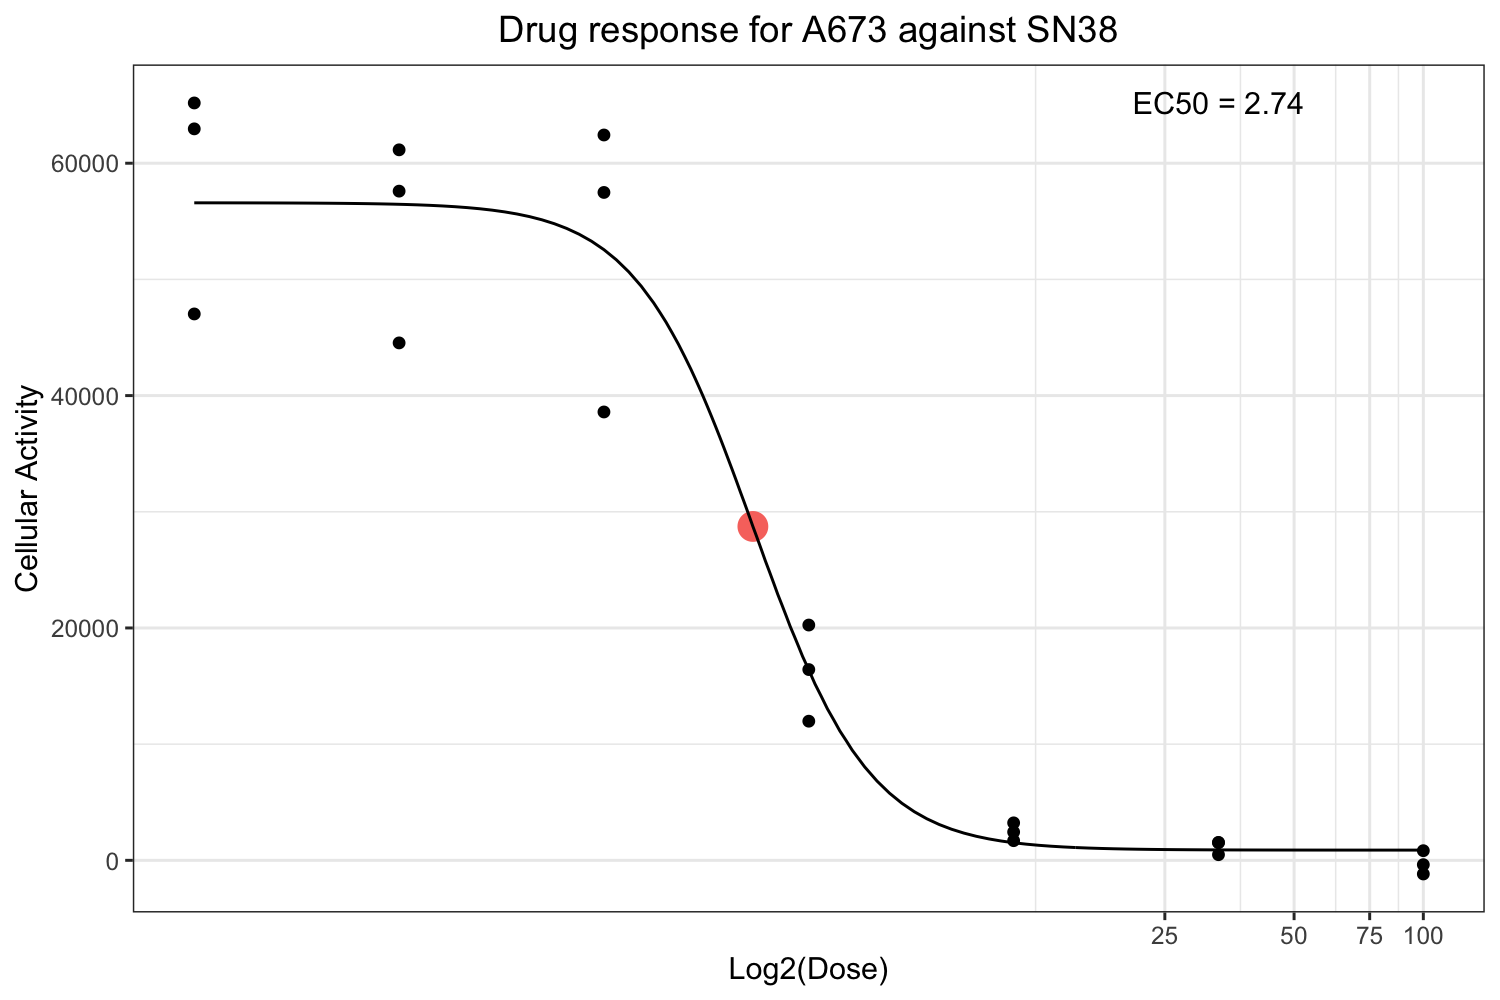 Drug response for A673 against SN38
EC50 = 2.74
Cellular Activity
60000
40000
20000
0
25 50 75 100
Log2(Dose)